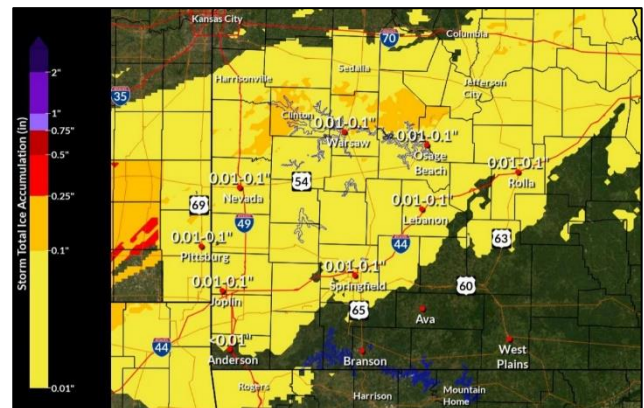 Storm Total Ice Accumulation (in)
2"
1"
0.75"
0.5"
0.25"
0.1"
0.01"
Kansas City
70
Columbia
35
Harrisonville
Sedalia
Jefferson
City
Clinton
0.01-0.1"
Warsaw
0.01-0.1"
Osage
Beach
0.01-0.1"
Rolla
0.01-0.1"
Nevada
54
69
49
0.01-0.1"
Lebanon
0.01-0.1"
Pittsburg
44
63
0.01-0.1"
Joplin
0.01-0.1"
Springfield
60
65
Ava
44
<0.01"
Anderson
Branson
West
Plains
Rogers
Harrison
Mountain
Home